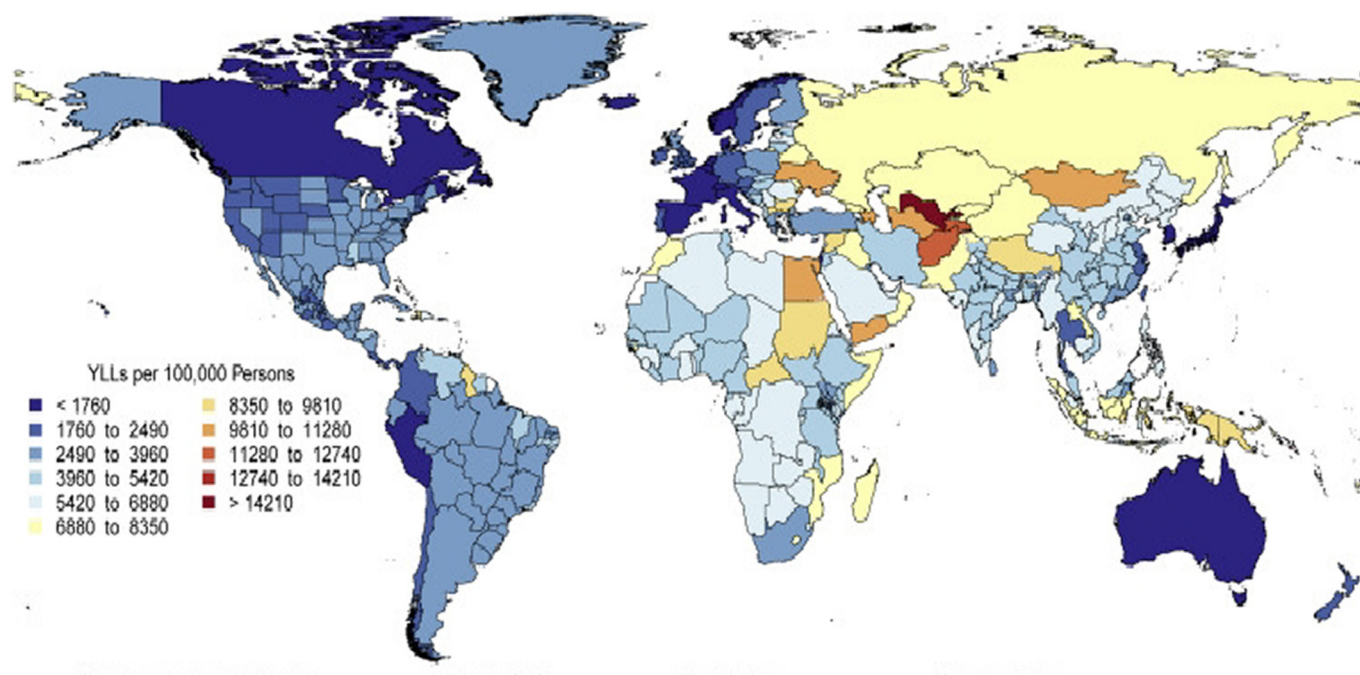 YLLs per 100,000 Persons
< 1760
1760 to 2490
2490 to 3960
3960 to 5420
5420 to 6880
6880 to 8350
8350 to 9810
9810 to 11280
11280 to 12740
12740 to 14210
> 14210